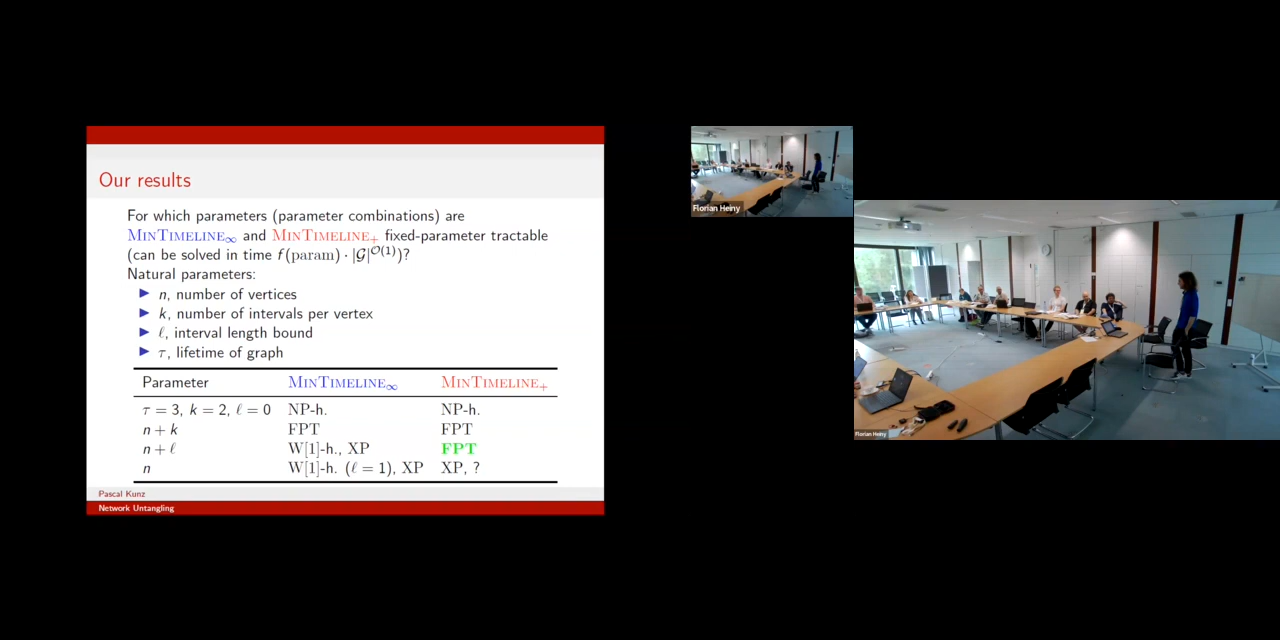 Our results
For which parameters (parameter combinations) are
MinTimeline∞ and MinTimeline+ fixed-parameter tractable
(can be solved in time f(param) · |𝒢|^𝒪(1))?
Natural parameters:
▶ n, number of vertices
▶ k, number of intervals per vertex
▶ ℓ, interval length bound
▶ τ, lifetime of graph
Parameter MinTimeline∞ MinTimeline+
τ = 3, k = 2, ℓ = 0 NP-h. NP-h.
n + k FPT FPT
n + ℓ W[1]-h., XP FPT
n W[1]-h. (ℓ = 1), XP XP, ?
Pascal Kunz
Network Untangling
Florian Heiny
Florian Heiny